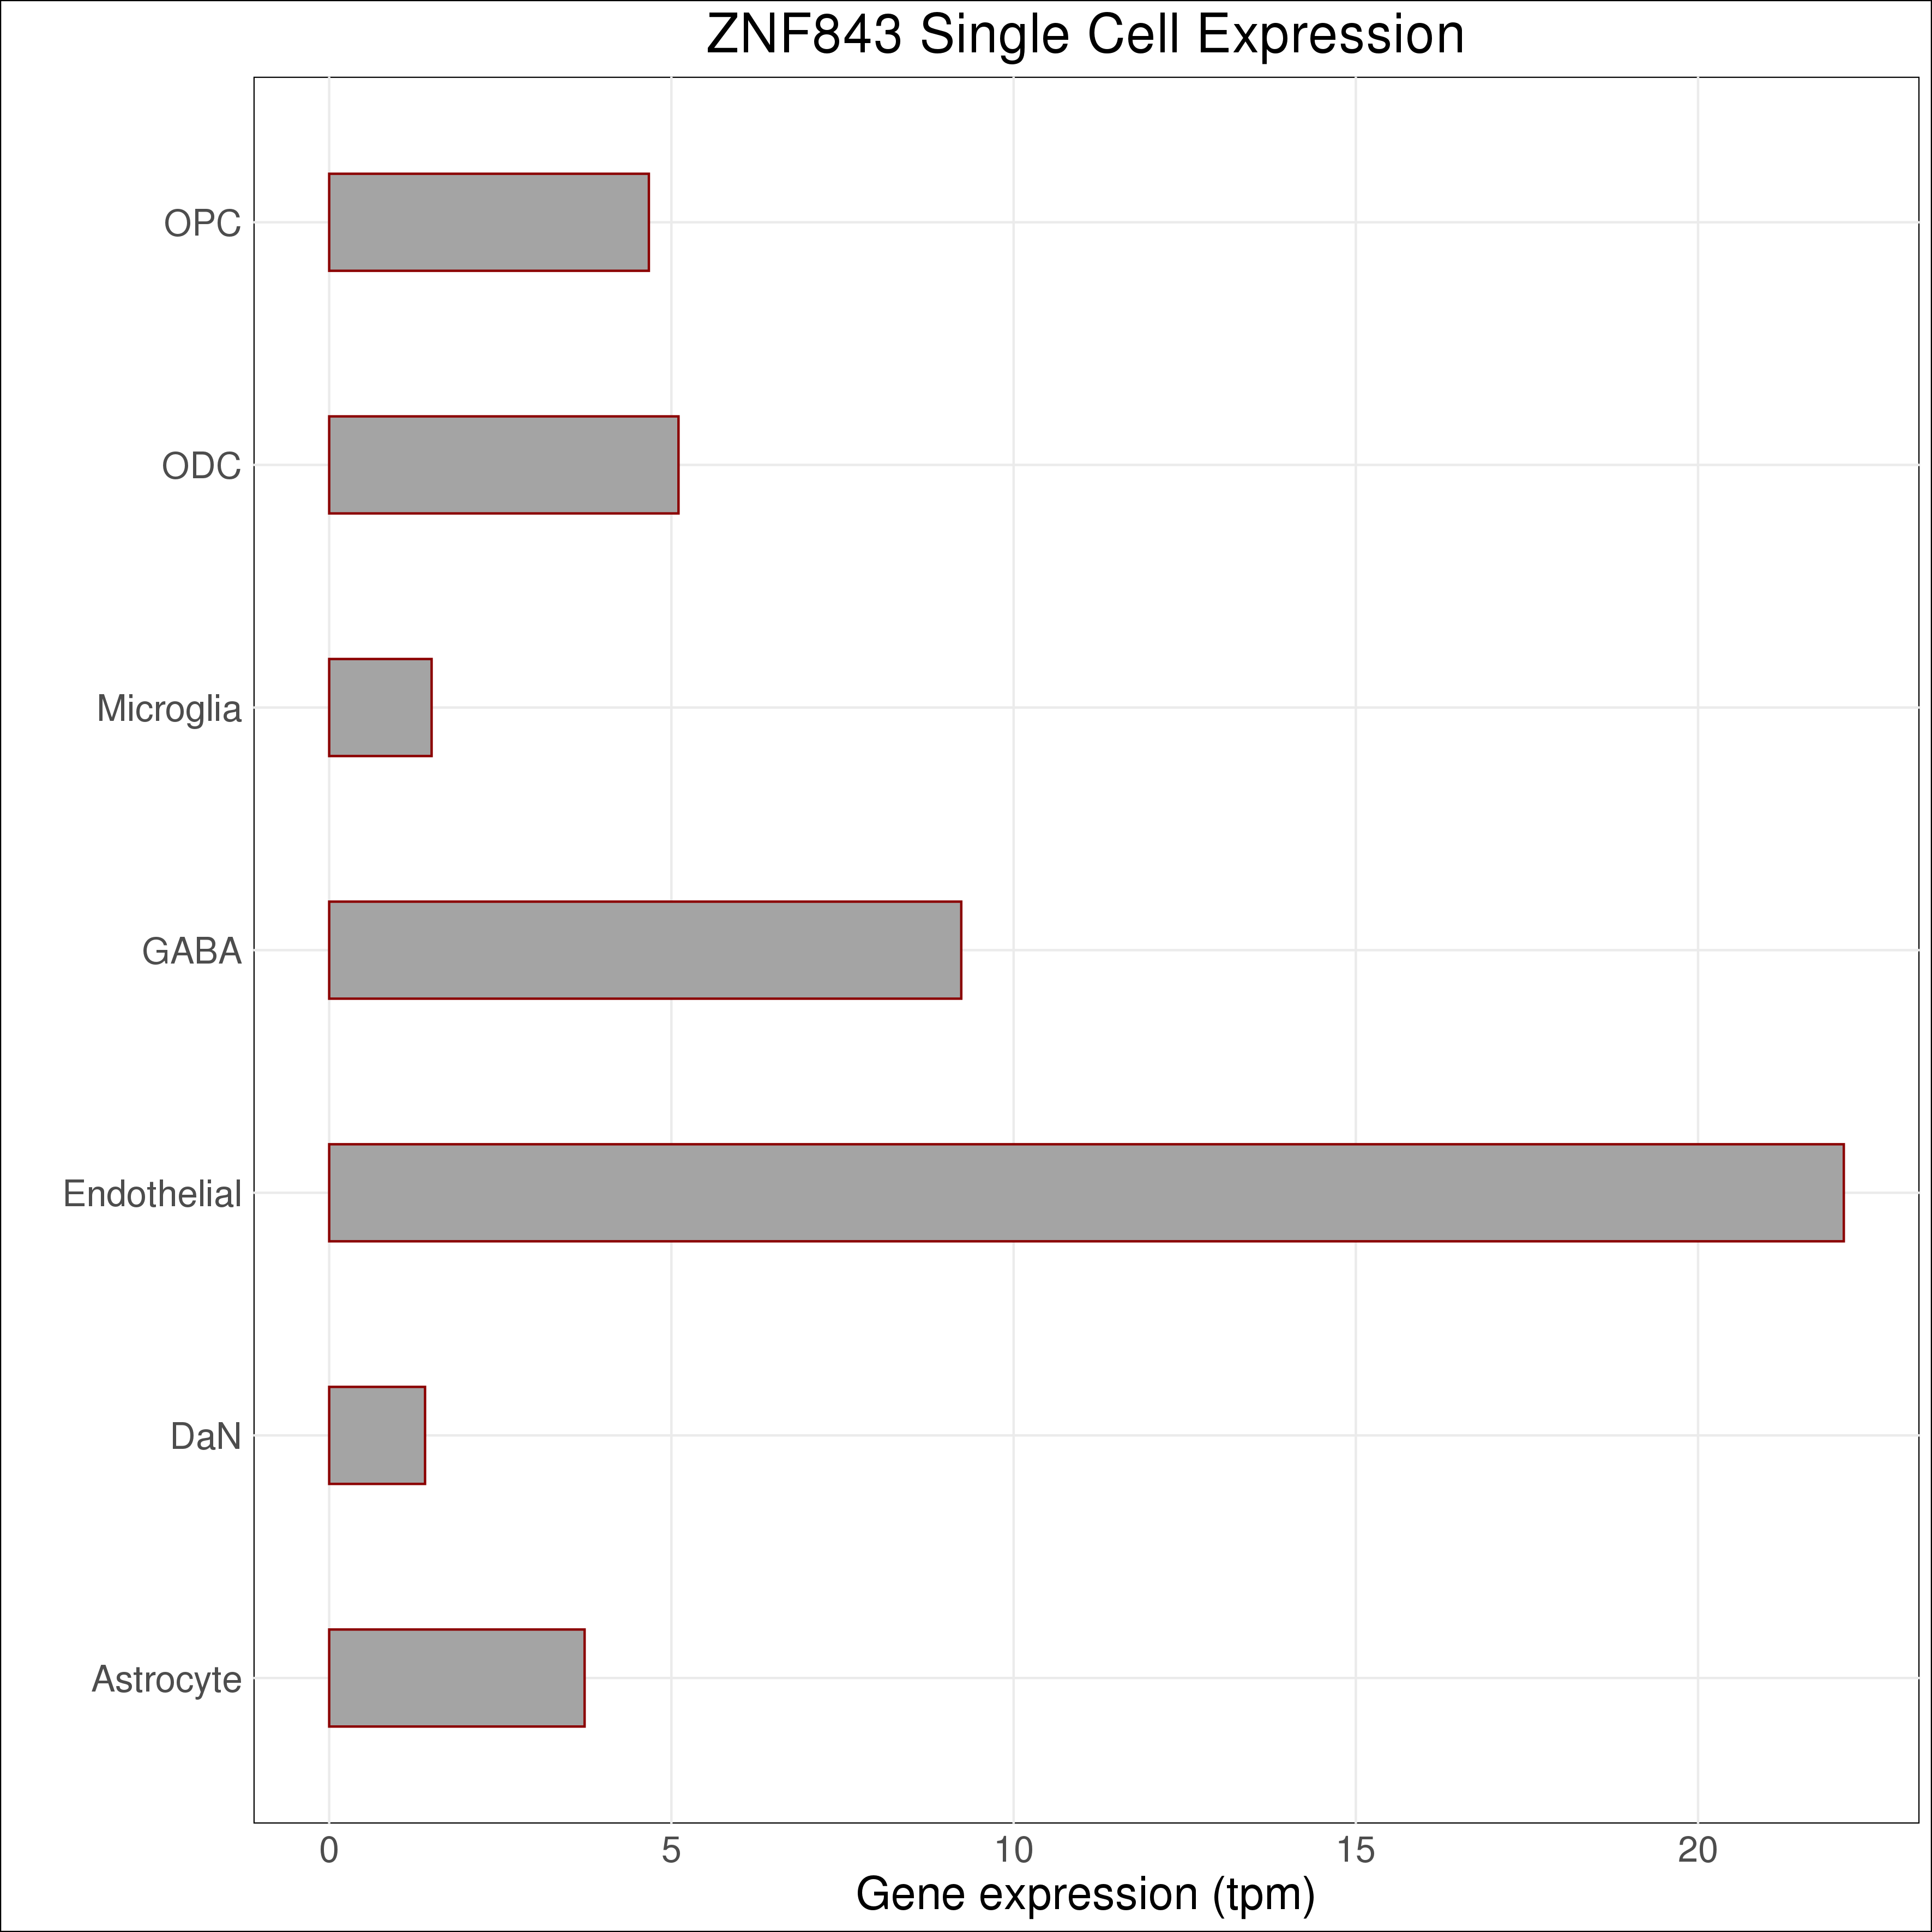 ZNF843 Single Cell Expression
OPC
ODC
Microglia
GABA
Endothelial
DaN
Astrocyte
0 5 10 15 20
Gene expression (tpm)